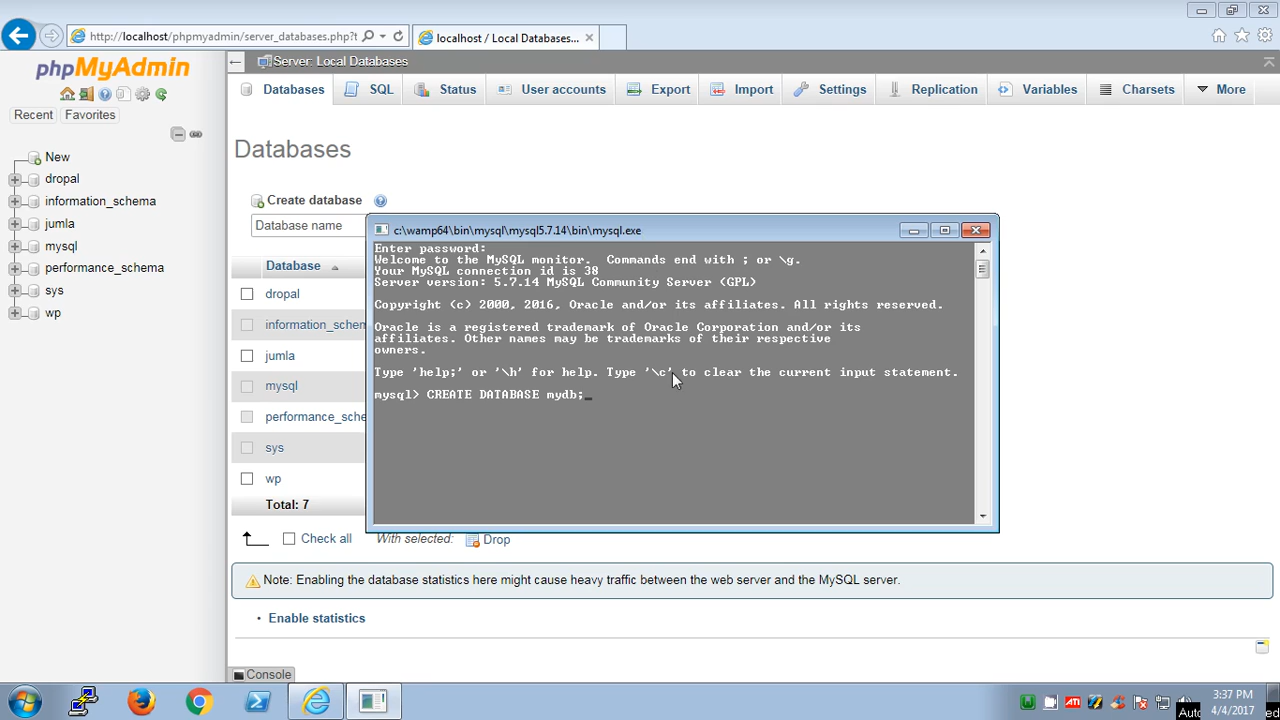 http://localhost/phpmyadmin/server_databases.php?t
localhost / Local Databases...
phpMyAdmin
Recent
Favorites
New
dropal
information_schema
jumla
mysql
performance_schema
sys
wp
Server: Local Databases
Databases
SQL
Status
User accounts
Export
Import
Settings
Replication
Variables
Charsets
More
Databases
Create database
Database name
Database
dropal
information_schem
jumla
mysql
performance_sche
sys
wp
Total: 7
Check all
With selected:
Drop
Note: Enabling the database statistics here might cause heavy traffic between the web server and the MySQL server.
• Enable statistics
Console
c:\wamp64\bin\mysql\mysql5.7.14\bin\mysql.exe
Enter password:
Welcome to the MySQL monitor.  Commands end with ; or \g.
Your MySQL connection id is 38
Server version: 5.7.14 MySQL Community Server (GPL)
Copyright (c) 2000, 2016, Oracle and/or its affiliates. All rights reserved.
Oracle is a registered trademark of Oracle Corporation and/or its
affiliates. Other names may be trademarks of their respective
owners.
Type 'help;' or '\h' for help. Type '\c' to clear the current input statement.
mysql> CREATE DATABASE mydb;_
ATI
3:37 PM
4/4/2017